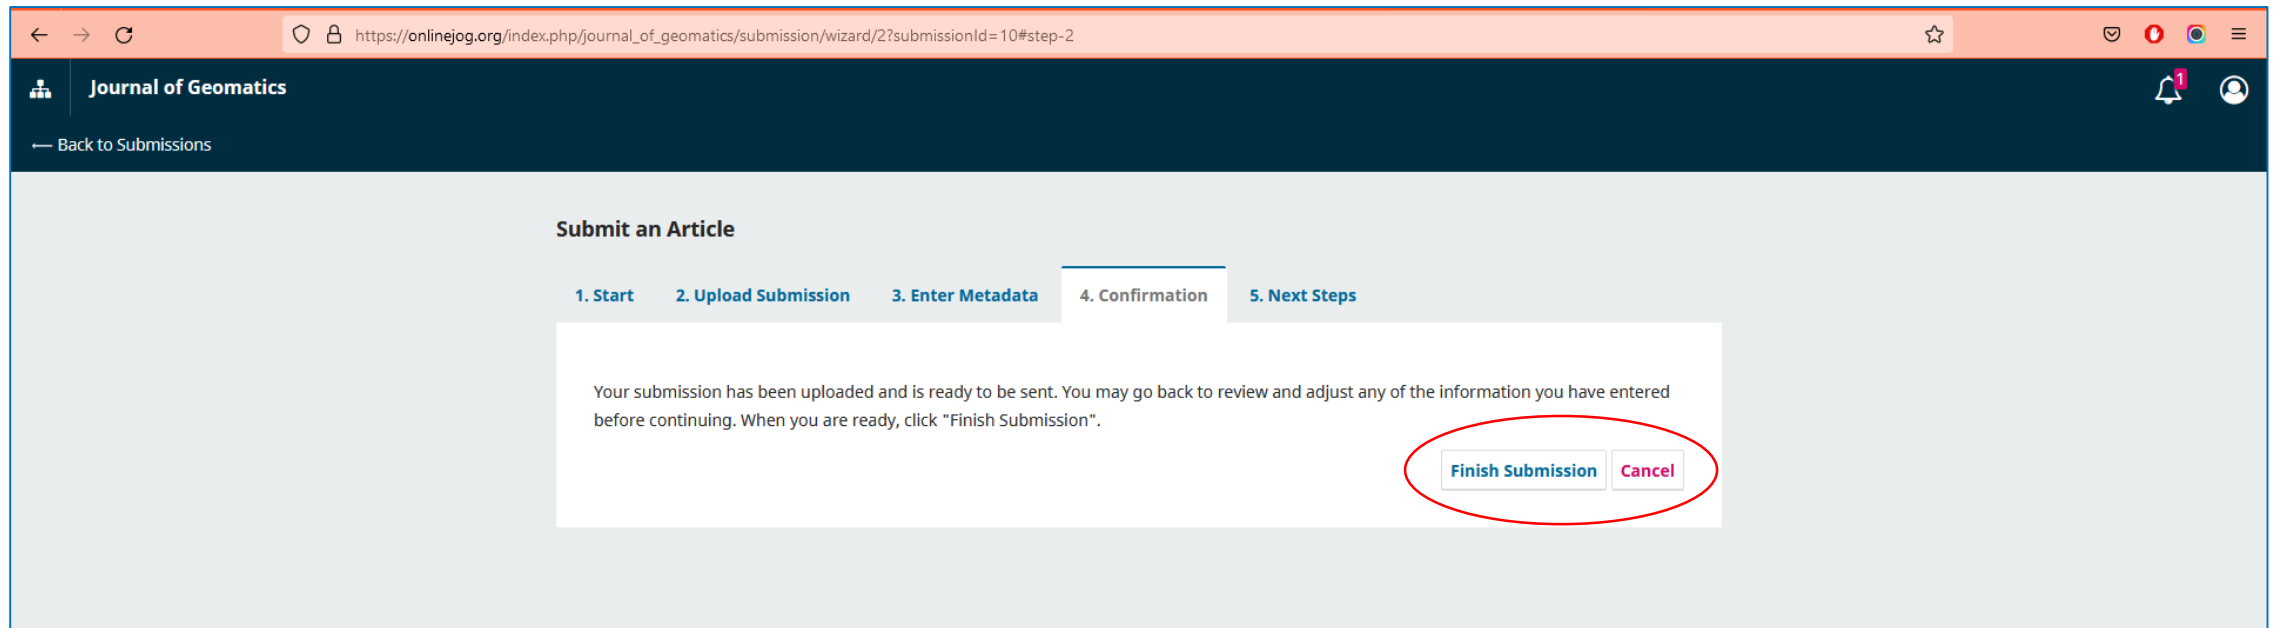 https://onlinejog.org/index.php/journal_of_geomatics/submission/wizard/2?submissionId=10#step-2
Journal of Geomatics
1
← Back to Submissions
Submit an Article
1. Start 2. Upload Submission 3. Enter Metadata 4. Confirmation 5. Next Steps
Your submission has been uploaded and is ready to be sent. You may go back to review and adjust any of the information you have entered
before continuing. When you are ready, click "Finish Submission".
Finish Submission Cancel